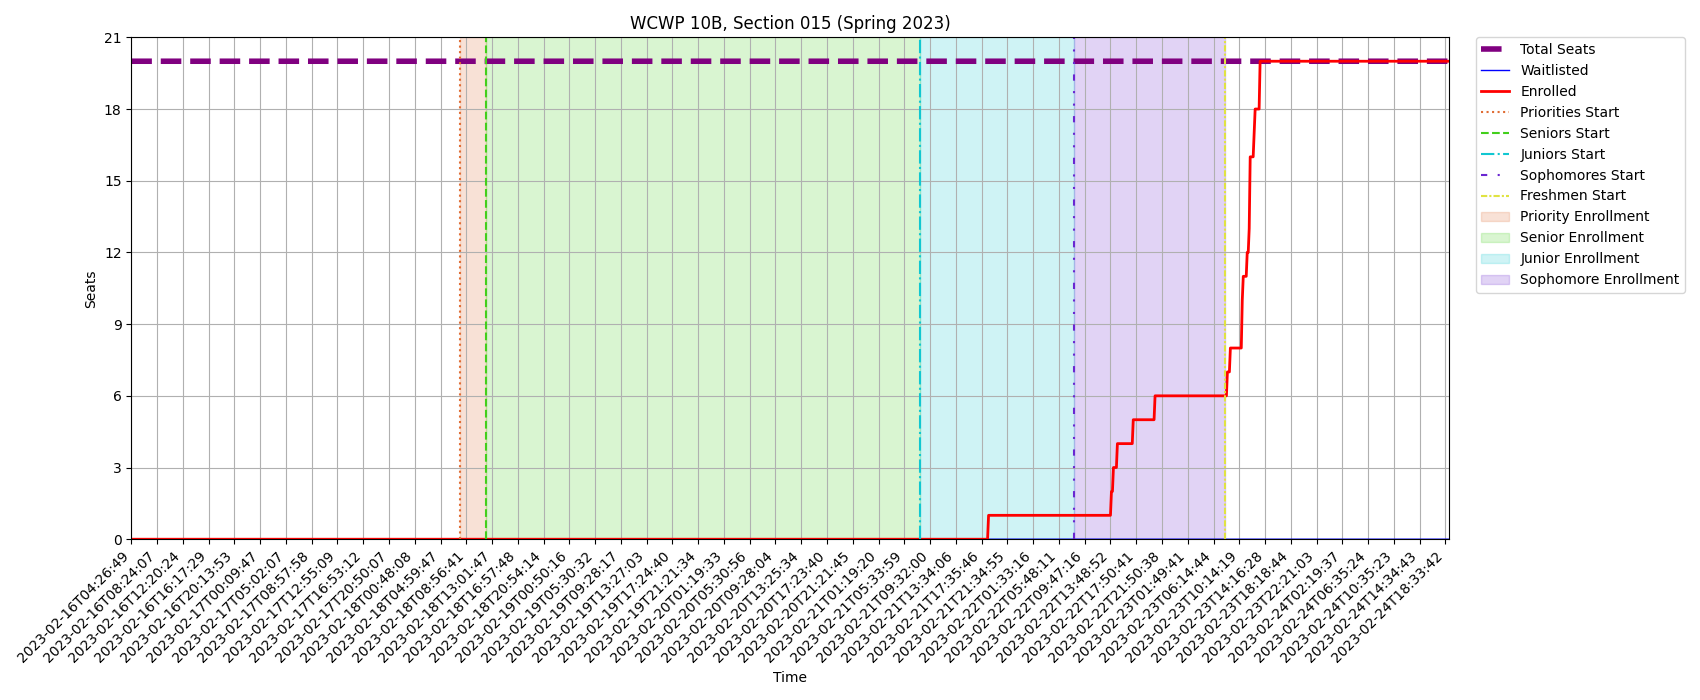 WCWP 10B, Section 015 (Spring 2023)
21
18
15
12
9
6
3
0
Seats
2023-02-16T04:26:49
2023-02-16T08:24:07
2023-02-16T12:20:24
2023-02-16T16:17:29
2023-02-16T20:13:53
2023-02-17T00:09:47
2023-02-17T05:02:07
2023-02-17T08:57:58
2023-02-17T12:55:09
2023-02-17T16:53:12
2023-02-17T20:50:07
2023-02-18T00:48:08
2023-02-18T04:59:47
2023-02-18T08:56:41
2023-02-18T13:01:47
2023-02-18T16:57:48
2023-02-18T20:54:14
2023-02-19T00:50:16
2023-02-19T05:30:32
2023-02-19T09:28:17
2023-02-19T13:27:03
2023-02-19T17:24:40
2023-02-19T21:21:34
2023-02-20T01:19:33
2023-02-20T05:30:56
2023-02-20T09:28:04
2023-02-20T13:25:34
2023-02-20T17:23:40
2023-02-20T21:21:45
2023-02-21T01:19:20
2023-02-21T05:33:59
2023-02-21T09:32:00
2023-02-21T13:34:06
2023-02-21T17:35:46
2023-02-21T21:34:55
2023-02-22T01:33:16
2023-02-22T05:48:11
2023-02-22T09:47:16
2023-02-22T13:48:52
2023-02-22T17:50:41
2023-02-22T21:50:38
2023-02-23T01:49:41
2023-02-23T06:14:44
2023-02-23T10:14:19
2023-02-23T14:16:28
2023-02-23T18:18:44
2023-02-23T22:21:03
2023-02-24T02:19:37
2023-02-24T06:35:24
2023-02-24T10:35:23
2023-02-24T14:34:43
2023-02-24T18:33:42
Time
Total Seats
Waitlisted
Enrolled
Priorities Start
Seniors Start
Juniors Start
Sophomores Start
Freshmen Start
Priority Enrollment
Senior Enrollment
Junior Enrollment
Sophomore Enrollment